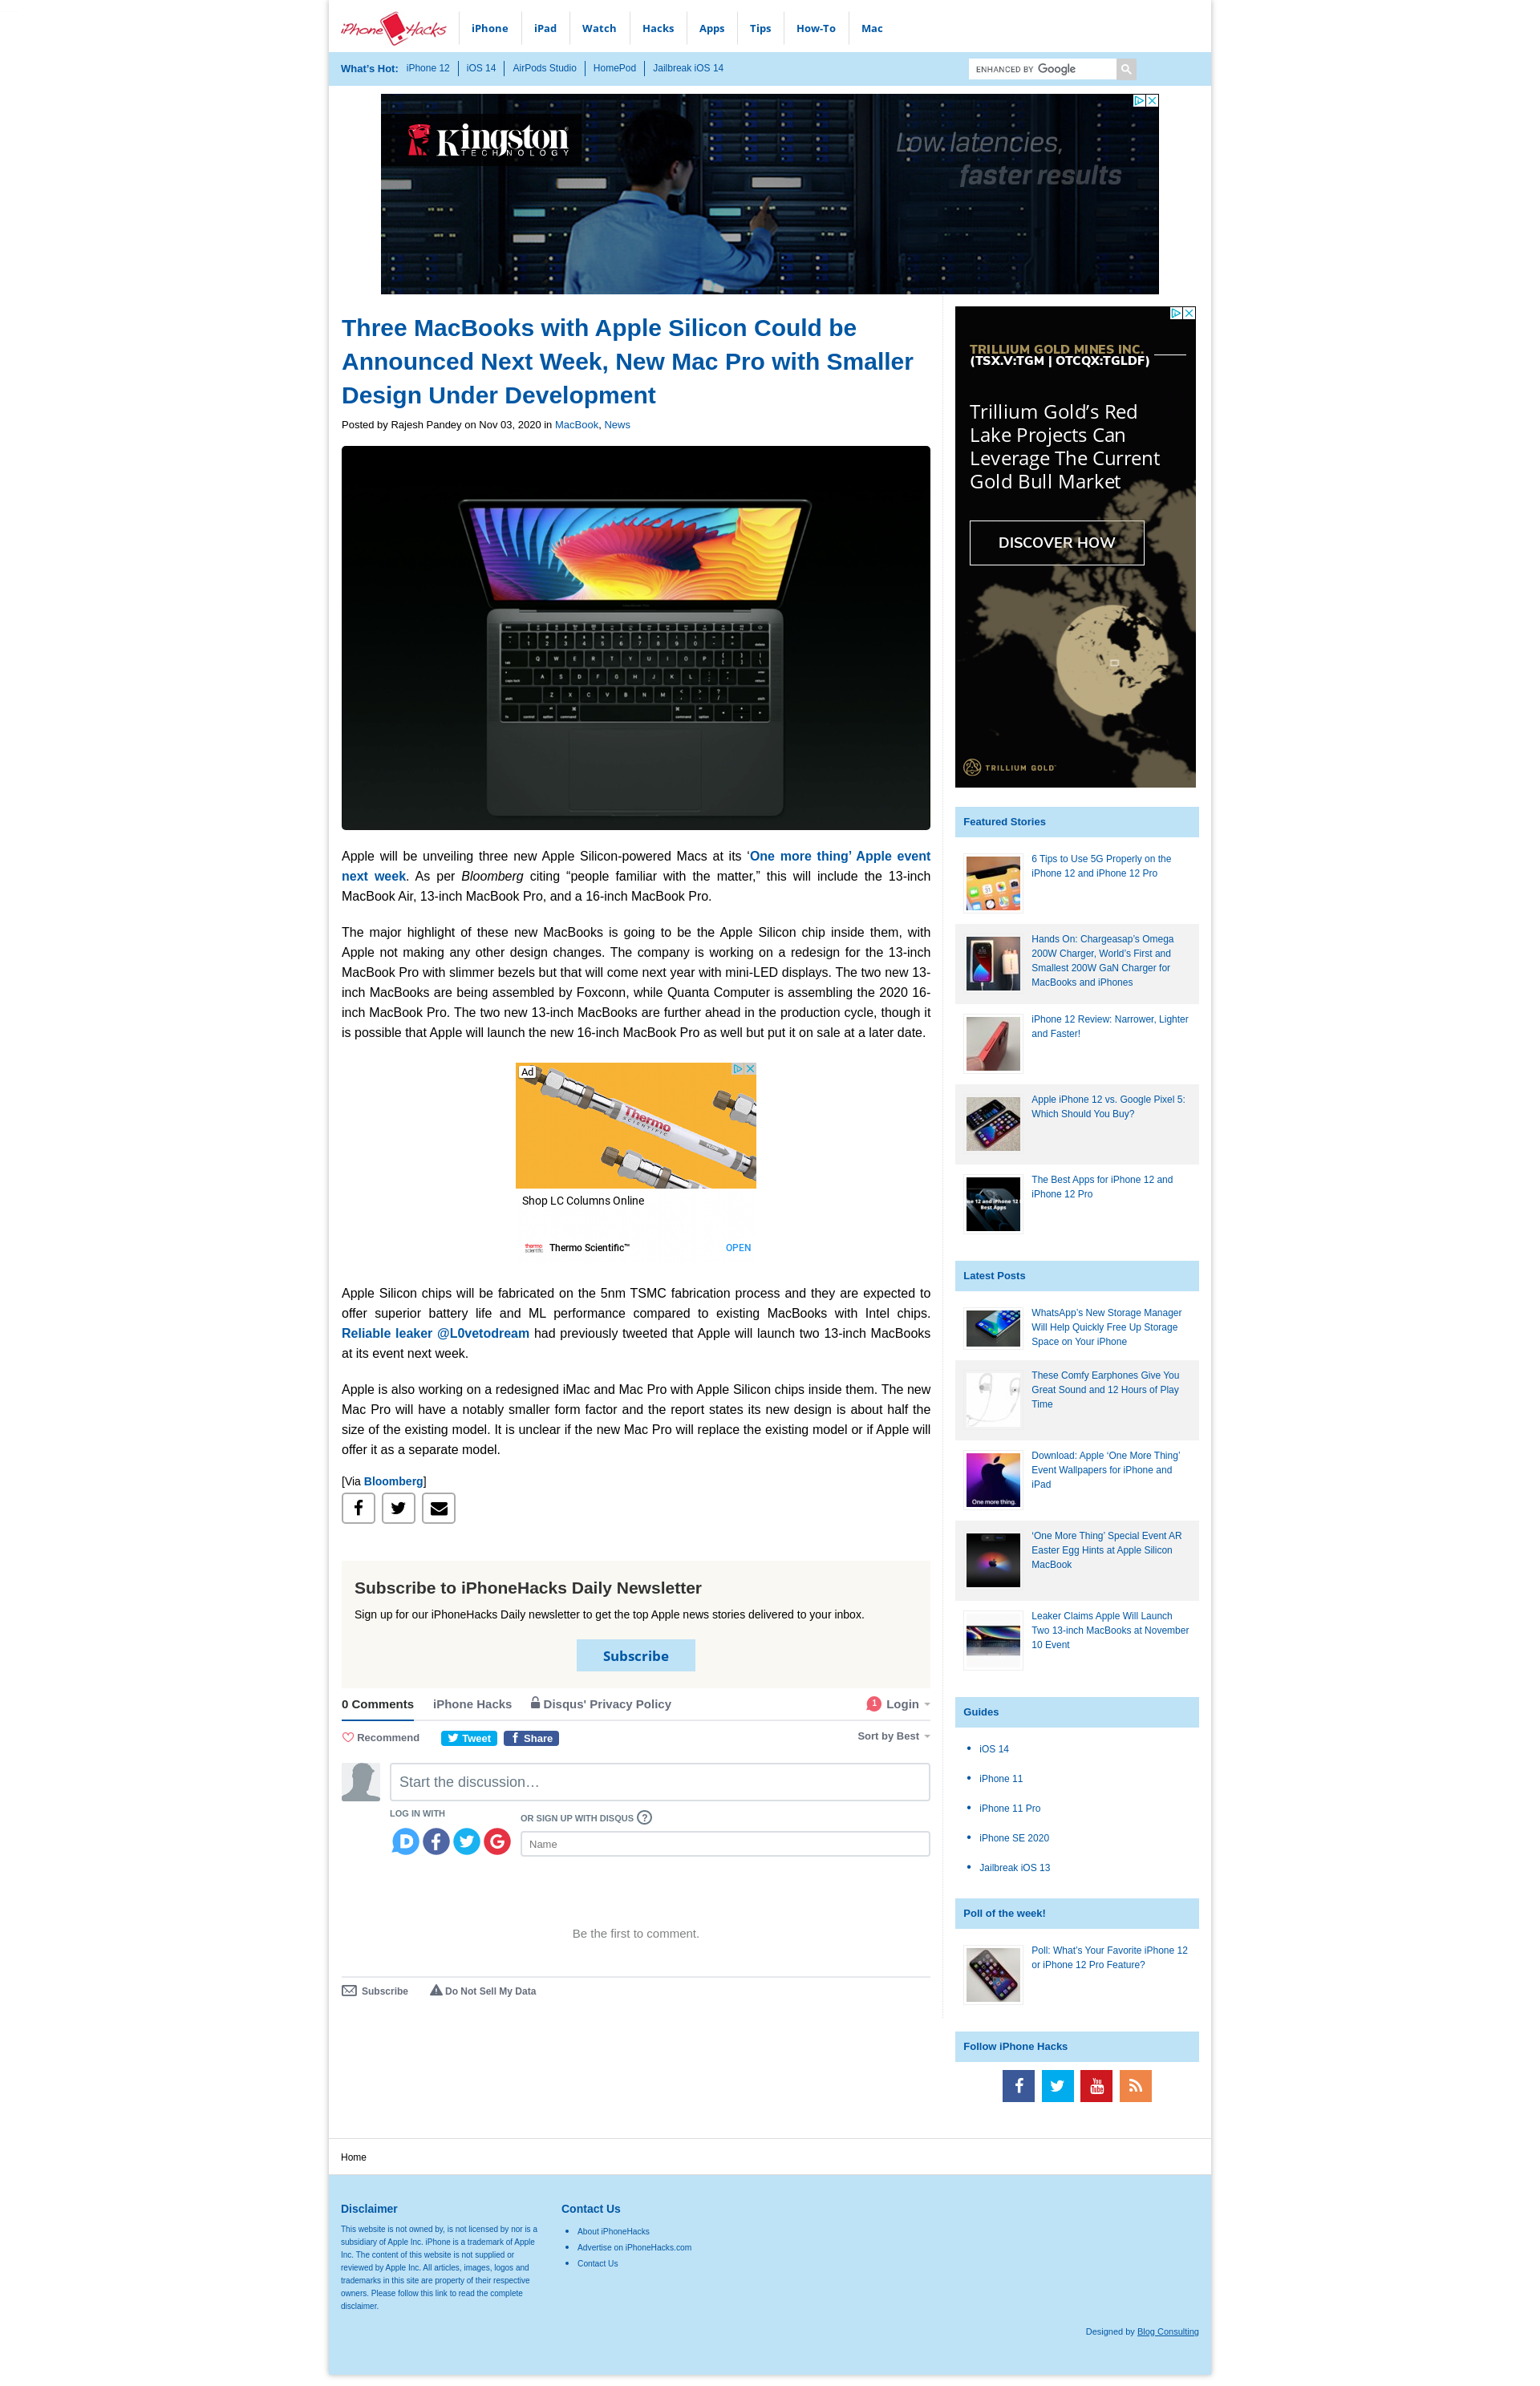 iPhone Hacks
iPhone
iPad
Watch
Hacks
Apps
Tips
How-To
Mac
What's Hot:
iPhone 12
iOS 14
AirPods Studio
HomePod
Jailbreak iOS 14
ENHANCED BY Google
Kingston
TECHNOLOGY
Low latencies,
faster results
Three MacBooks with Apple Silicon Could be
Announced Next Week, New Mac Pro with Smaller
Design Under Development
Posted by Rajesh Pandey on Nov 03, 2020 in MacBook, News
Apple will be unveiling three new Apple Silicon-powered Macs at its ‘One more thing’ Apple event
next week. As per Bloomberg citing “people familiar with the matter,” this will include the 13-inch
MacBook Air, 13-inch MacBook Pro, and a 16-inch MacBook Pro.
The major highlight of these new MacBooks is going to be the Apple Silicon chip inside them, with
Apple not making any other design changes. The company is working on a redesign for the 13-inch
MacBook Pro with slimmer bezels but that will come next year with mini-LED displays. The two new 13-
inch MacBooks are being assembled by Foxconn, while Quanta Computer is assembling the 2020 16-
inch MacBook Pro. The two new 13-inch MacBooks are further ahead in the production cycle, though it
is possible that Apple will launch the new 16-inch MacBook Pro as well but put it on sale at a later date.
Ad
Thermo
SCIENTIFIC
Shop LC Columns Online
thermo
scientific
Thermo Scientific™
OPEN
Apple Silicon chips will be fabricated on the 5nm TSMC fabrication process and they are expected to
offer superior battery life and ML performance compared to existing MacBooks with Intel chips.
Reliable leaker @L0vetodream had previously tweeted that Apple will launch two 13-inch MacBooks
at its event next week.
Apple is also working on a redesigned iMac and Mac Pro with Apple Silicon chips inside them. The new
Mac Pro will have a notably smaller form factor and the report states its new design is about half the
size of the existing model. It is unclear if the new Mac Pro will replace the existing model or if Apple will
offer it as a separate model.
[Via Bloomberg]
Subscribe to iPhoneHacks Daily Newsletter
Sign up for our iPhoneHacks Daily newsletter to get the top Apple news stories delivered to your inbox.
Subscribe
0 Comments
iPhone Hacks
Disqus' Privacy Policy
1
Login
Recommend
Tweet
Share
Sort by Best
Start the discussion…
LOG IN WITH
OR SIGN UP WITH DISQUS ?
Name
Be the first to comment.
Subscribe
Do Not Sell My Data
TRILLIUM GOLD MINES INC.
(TSX.V:TGM | OTCQX:TGLDF)
Trillium Gold’s Red
Lake Projects Can
Leverage The Current
Gold Bull Market
DISCOVER HOW
TRILLIUM GOLD
Featured Stories
6 Tips to Use 5G Properly on the
iPhone 12 and iPhone 12 Pro
Hands On: Chargeasap’s Omega
200W Charger, World’s First and
Smallest 200W GaN Charger for
MacBooks and iPhones
iPhone 12 Review: Narrower, Lighter
and Faster!
Apple iPhone 12 vs. Google Pixel 5:
Which Should You Buy?
The Best Apps for iPhone 12 and
iPhone 12 Pro
ne 12 and iPhone 12
Best Apps
Latest Posts
WhatsApp’s New Storage Manager
Will Help Quickly Free Up Storage
Space on Your iPhone
These Comfy Earphones Give You
Great Sound and 12 Hours of Play
Time
Download: Apple ‘One More Thing’
Event Wallpapers for iPhone and
iPad
One more thing.
‘One More Thing’ Special Event AR
Easter Egg Hints at Apple Silicon
MacBook
Leaker Claims Apple Will Launch
Two 13-inch MacBooks at November
10 Event
Guides
iOS 14
iPhone 11
iPhone 11 Pro
iPhone SE 2020
Jailbreak iOS 13
Poll of the week!
Poll: What’s Your Favorite iPhone 12
or iPhone 12 Pro Feature?
Follow iPhone Hacks
You
Tube
Home
Disclaimer
This website is not owned by, is not licensed by nor is a
subsidiary of Apple Inc. iPhone is a trademark of Apple
Inc. The content of this website is not supplied or
reviewed by Apple Inc. All articles, images, logos and
trademarks in this site are property of their respective
owners. Please follow this link to read the complete
disclaimer.
Contact Us
About iPhoneHacks
Advertise on iPhoneHacks.com
Contact Us
Designed by Blog Consulting